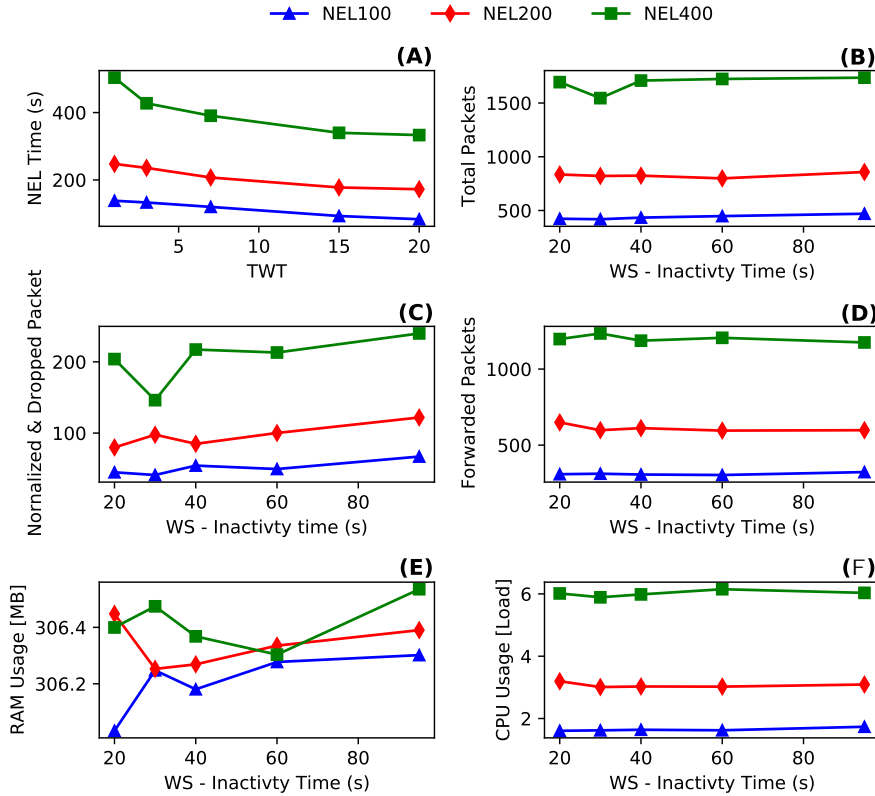 NEL100 NEL200 NEL400
(A)
NEL Time (s)
400
200
5 10 15 20
TWT
(B)
Total Packets
1500
1000
500
20 40 60 80
WS - Inactivty Time (s)
(C)
Nornalized & Dropped Packet
200
100
20 40 60 80
WS - Inactivty time (s)
(D)
Forwarded Packets
1000
500
20 40 60 80
WS - Inactivty Time (s)
(E)
RAM Usage [MB]
306.4
306.2
20 40 60 80
WS - Inactivty Time (s)
(F)
CPU Usage [Load]
6
4
2
20 40 60 80
WS - Inactivty Time (s)